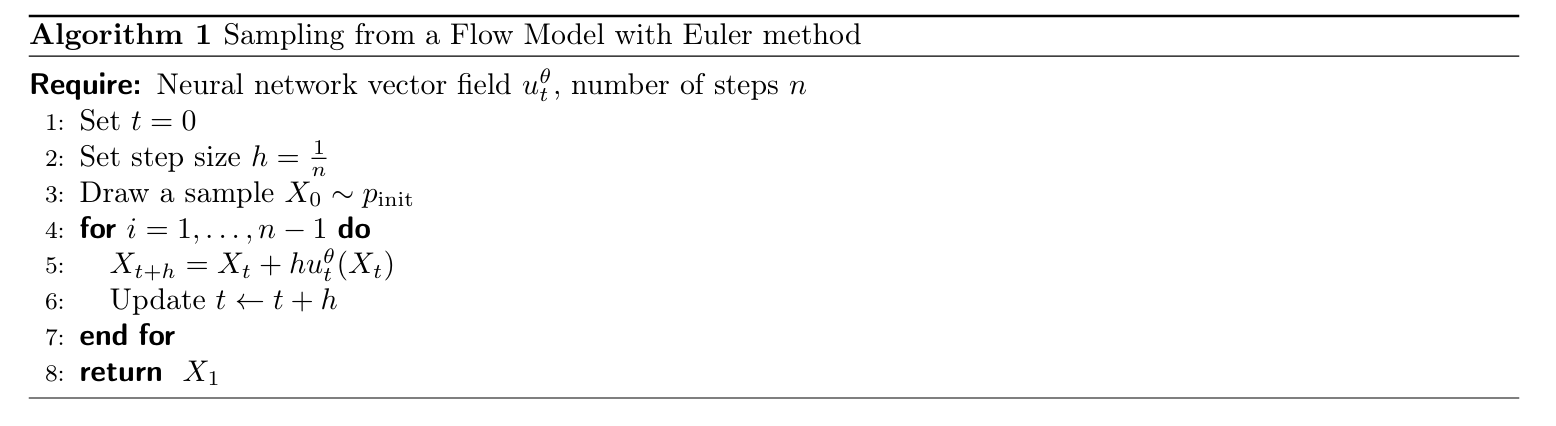 Algorithm 1 Sampling from a Flow Model with Euler method
Require: Neural network vector field $u_t^\theta$, number of steps $n$
1: Set $t = 0$
2: Set step size $h = \frac{1}{n}$
3: Draw a sample $X_0 \sim p_{\text{init}}$
4: for $i = 1, \ldots, n - 1$ do
5: $X_{t+h} = X_t + hu_t^\theta(X_t)$
6: Update $t \leftarrow t + h$
7: end for
8: return $X_1$